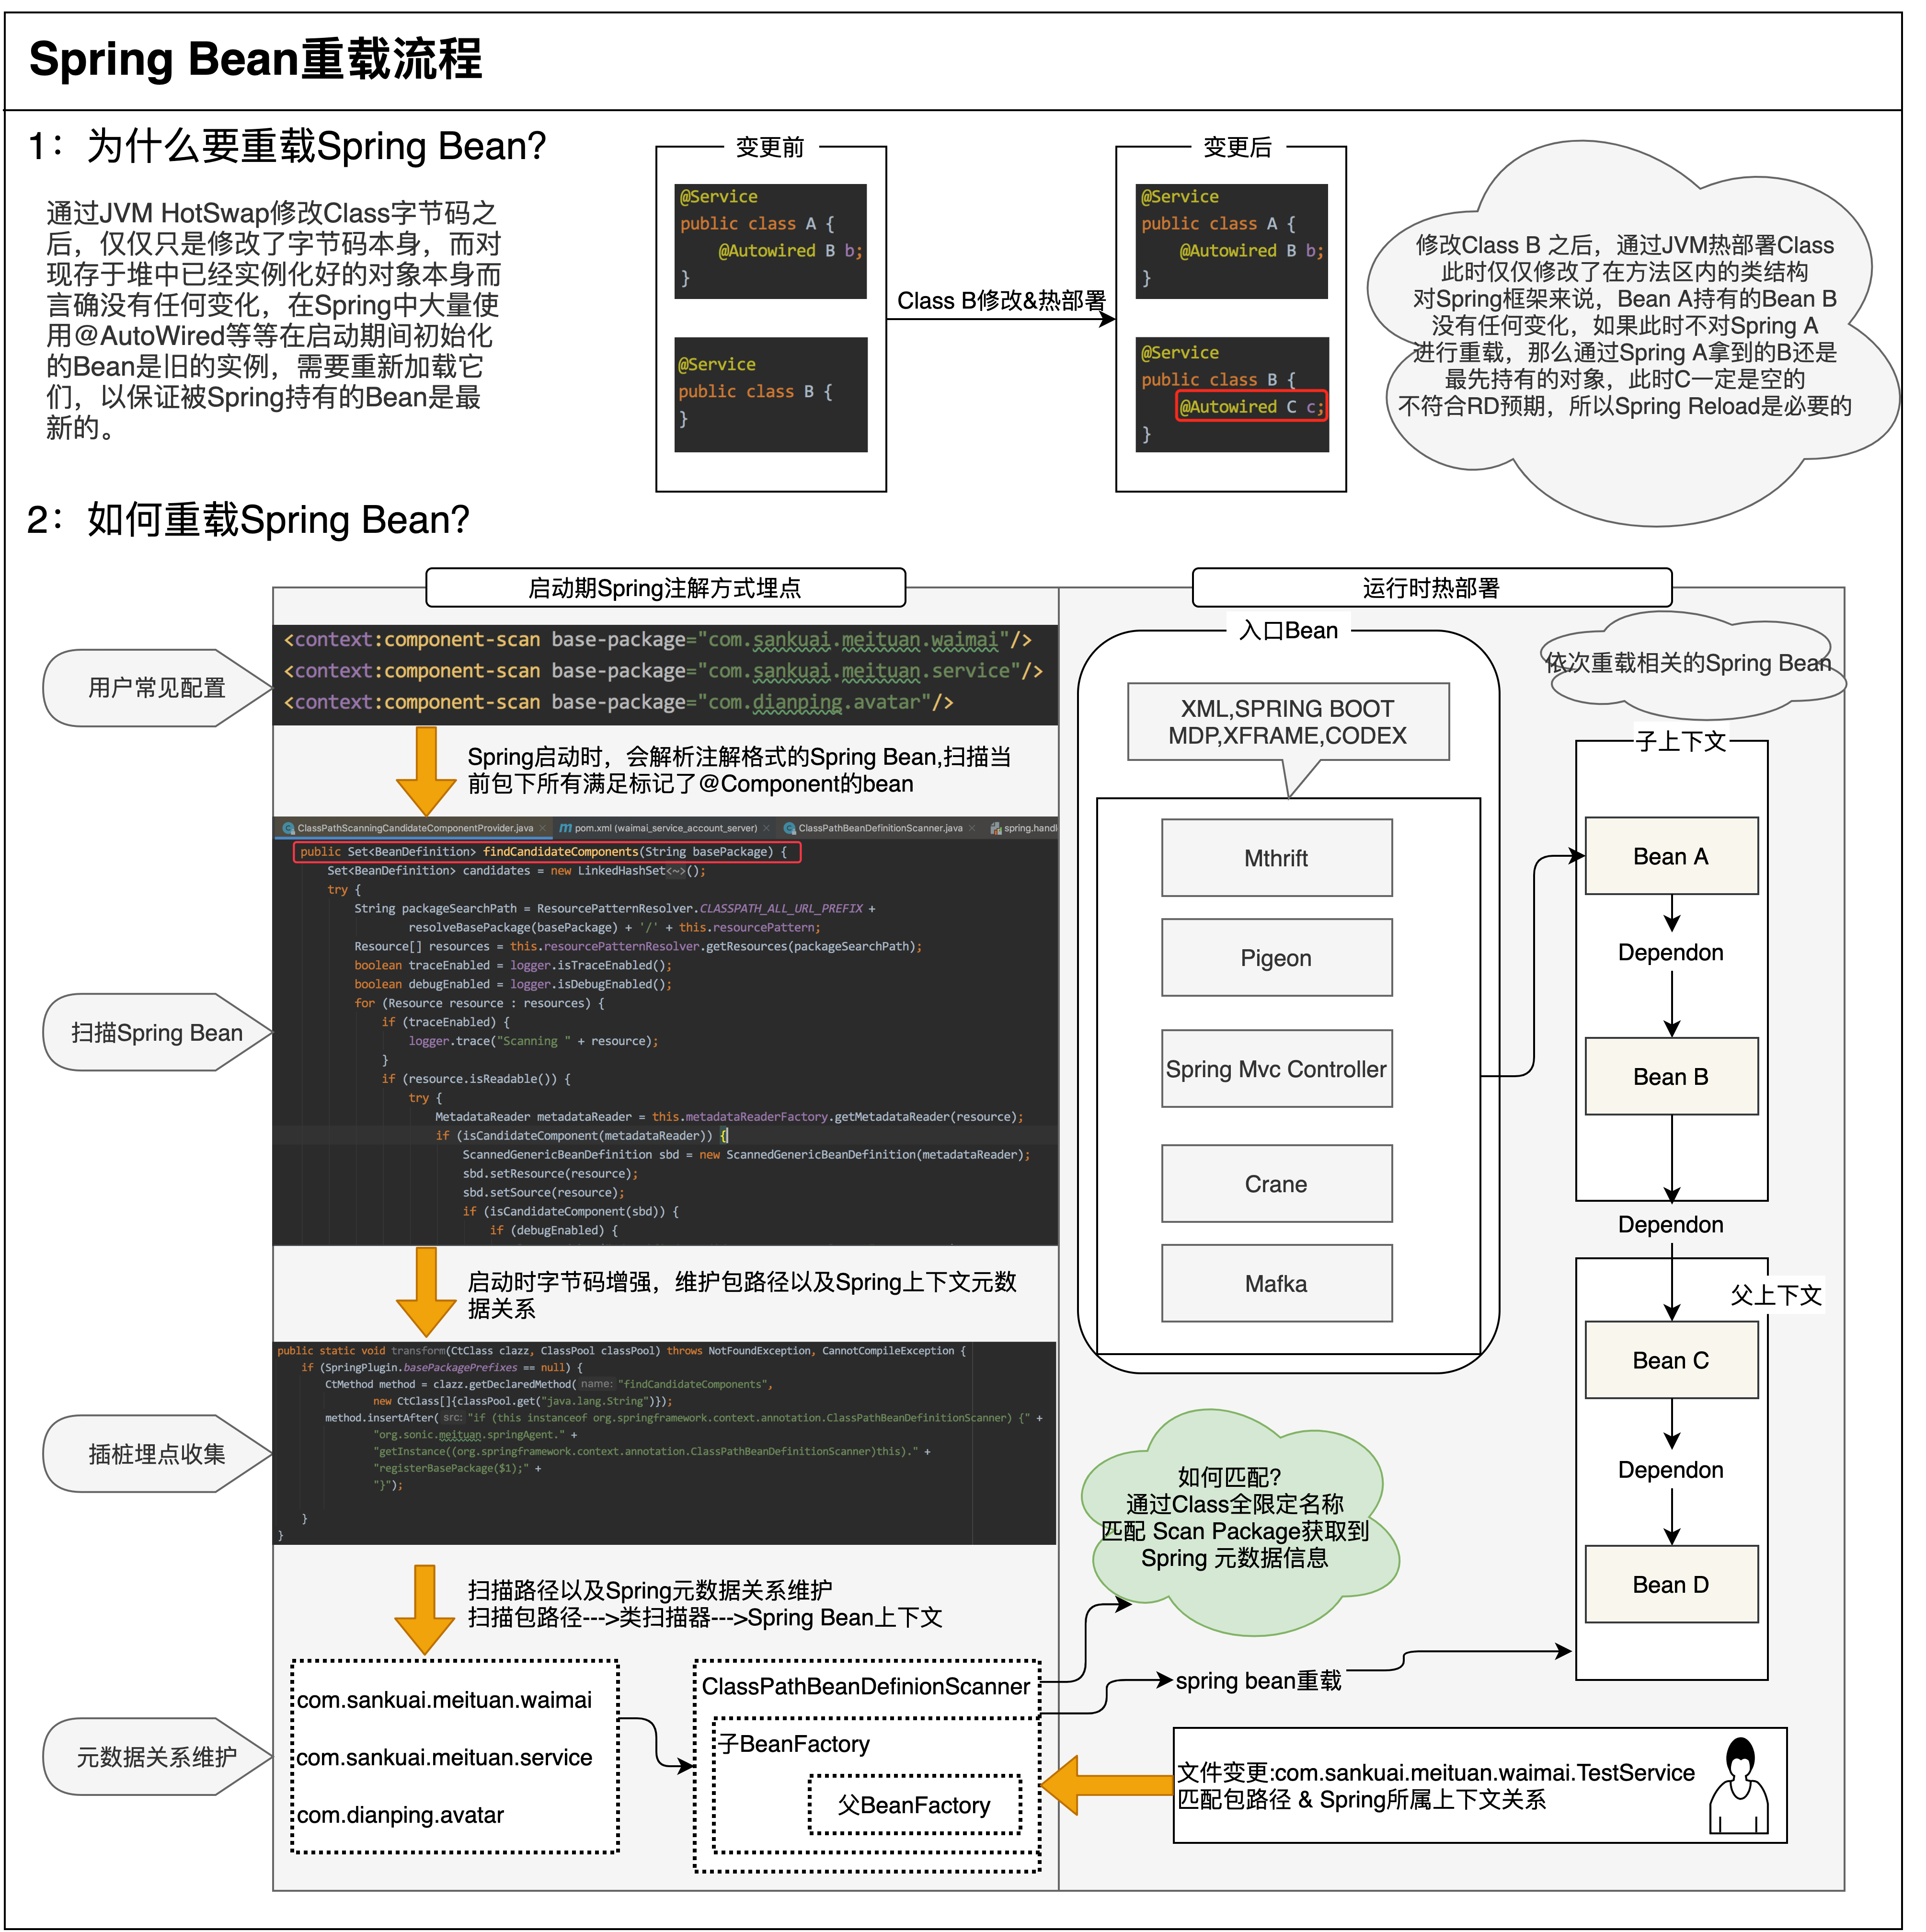 Spring Bean重载流程
1：为什么要重载Spring Bean?
通过JVM HotSwap修改Class字节码之
后，仅仅只是修改了字节码本身，而对
现存于堆中已经实例化好的对象本身而
言确没有任何变化，在Spring中大量使
用@AutoWired等等在启动期间初始化
的Bean是旧的实例，需要重新加载它
们，以保证被Spring持有的Bean是最
新的。
变更前
@Service
public class A {
@Autowired B b;
}
@Service
public class B {
}
Class B修改&热部署
变更后
@Service
public class A {
@Autowired B b;
}
@Service
public class B {
@Autowired C c;
}
修改Class B 之后，通过JVM热部署Class
此时仅仅修改了在方法区内的类结构
对Spring框架来说，Bean A持有的Bean B
没有任何变化，如果此时不对Spring A
进行重载，那么通过Spring A拿到的B还是
最先持有的对象，此时C一定是空的
不符合RD预期，所以Spring Reload是必要的
2：如何重载Spring Bean?
启动期Spring注解方式埋点
用户常见配置
<context:component-scan base-package="com.sankuai.meituan.waimai"/>
<context:component-scan base-package="com.sankuai.meituan.service"/>
<context:component-scan base-package="com.dianping.avatar"/>
Spring启动时，会解析注解格式的Spring Bean,扫描当
前包下所有满足标记了@Component的bean
扫描Spring Bean
ClassPathScanningCandidateComponentProvider.java × pom.xml (waimai_service_account_server) × ClassPathBeanDefinitionScanner.java × spring.handl
public Set<BeanDefinition> findCandidateComponents(String basePackage) {
Set<BeanDefinition> candidates = new LinkedHashSet<~>();
try {
String packageSearchPath = ResourcePatternResolver.CLASSPATH_ALL_URL_PREFIX +
resolveBasePackage(basePackage) + '/' + this.resourcePattern;
Resource[] resources = this.resourcePatternResolver.getResources(packageSearchPath);
boolean traceEnabled = logger.isTraceEnabled();
boolean debugEnabled = logger.isDebugEnabled();
for (Resource resource : resources) {
if (traceEnabled) {
logger.trace("Scanning " + resource);
}
if (resource.isReadable()) {
try {
MetadataReader metadataReader = this.metadataReaderFactory.getMetadataReader(resource);
if (isCandidateComponent(metadataReader)) {
ScannedGenericBeanDefinition sbd = new ScannedGenericBeanDefinition(metadataReader);
sbd.setResource(resource);
sbd.setSource(resource);
if (isCandidateComponent(sbd)) {
if (debugEnabled) {
启动时字节码增强，维护包路径以及Spring上下文元数
据关系
插桩埋点收集
public static void transform(CtClass clazz, ClassPool classPool) throws NotFoundException, CannotCompileException {
if (SpringPlugin.basePackagePrefixes == null) {
CtMethod method = clazz.getDeclaredMethod( name: "findCandidateComponents",
new CtClass[]{classPool.get("java.lang.String")});
method.insertAfter( src: "if (this instanceof org.springframework.context.annotation.ClassPathBeanDefinitionScanner) {" +
"org.sonic.meituan.springAgent." +
"getInstance((org.springframework.context.annotation.ClassPathBeanDefinitionScanner)this)." +
"registerBasePackage($1);" +
"}");
}
}
扫描路径以及Spring元数据关系维护
扫描包路径--->类扫描器--->Spring Bean上下文
元数据关系维护
com.sankuai.meituan.waimai
com.sankuai.meituan.service
com.dianping.avatar
ClassPathBeanDefinionScanner
子BeanFactory
父BeanFactory
运行时热部署
入口Bean
XML,SPRING BOOT
MDP,XFRAME,CODEX
Mthrift
Pigeon
Spring Mvc Controller
Crane
Mafka
依次重载相关的Spring Bean
子上下文
Bean A
Dependon
Bean B
Dependon
父上下文
Bean C
Dependon
Bean D
如何匹配?
通过Class全限定名称
匹配 Scan Package获取到
Spring 元数据信息
spring bean重载
文件变更:com.sankuai.meituan.waimai.TestService
匹配包路径 & Spring所属上下文关系